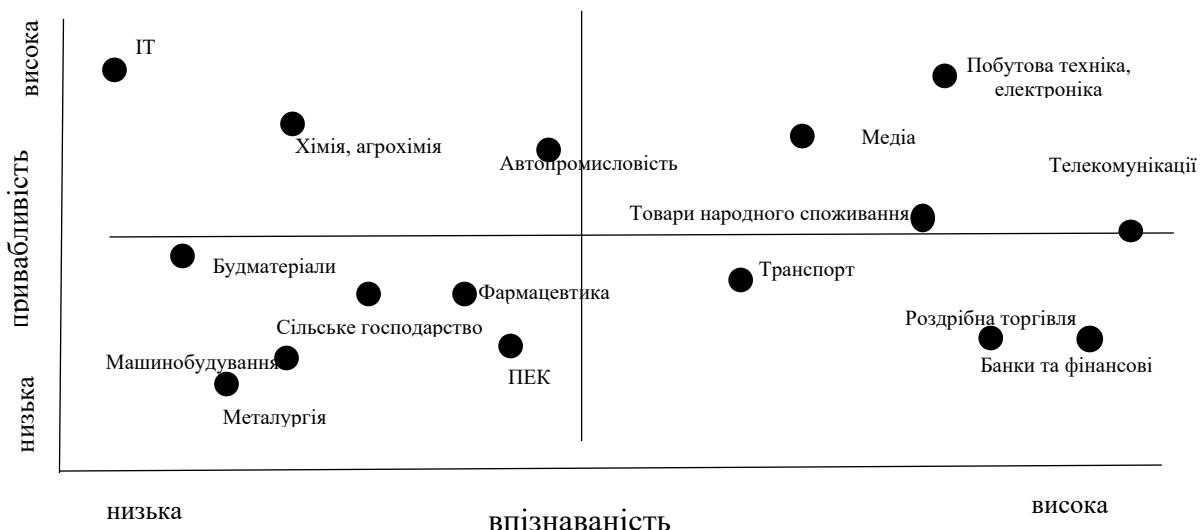 висока
ІТ
Побутова техніка,
електроніка
Хімія, агрохімія
Медіа
Автопромисловість
Телекомунікації
привабливість
Товари народного споживання
Будматеріали
Транспорт
Фармацевтика
Сільське господарство
Роздрібна торгівля
Машинобудування
ПЕК
Банки та фінансові
низька
Металургія
низька
впізнаваність
висока